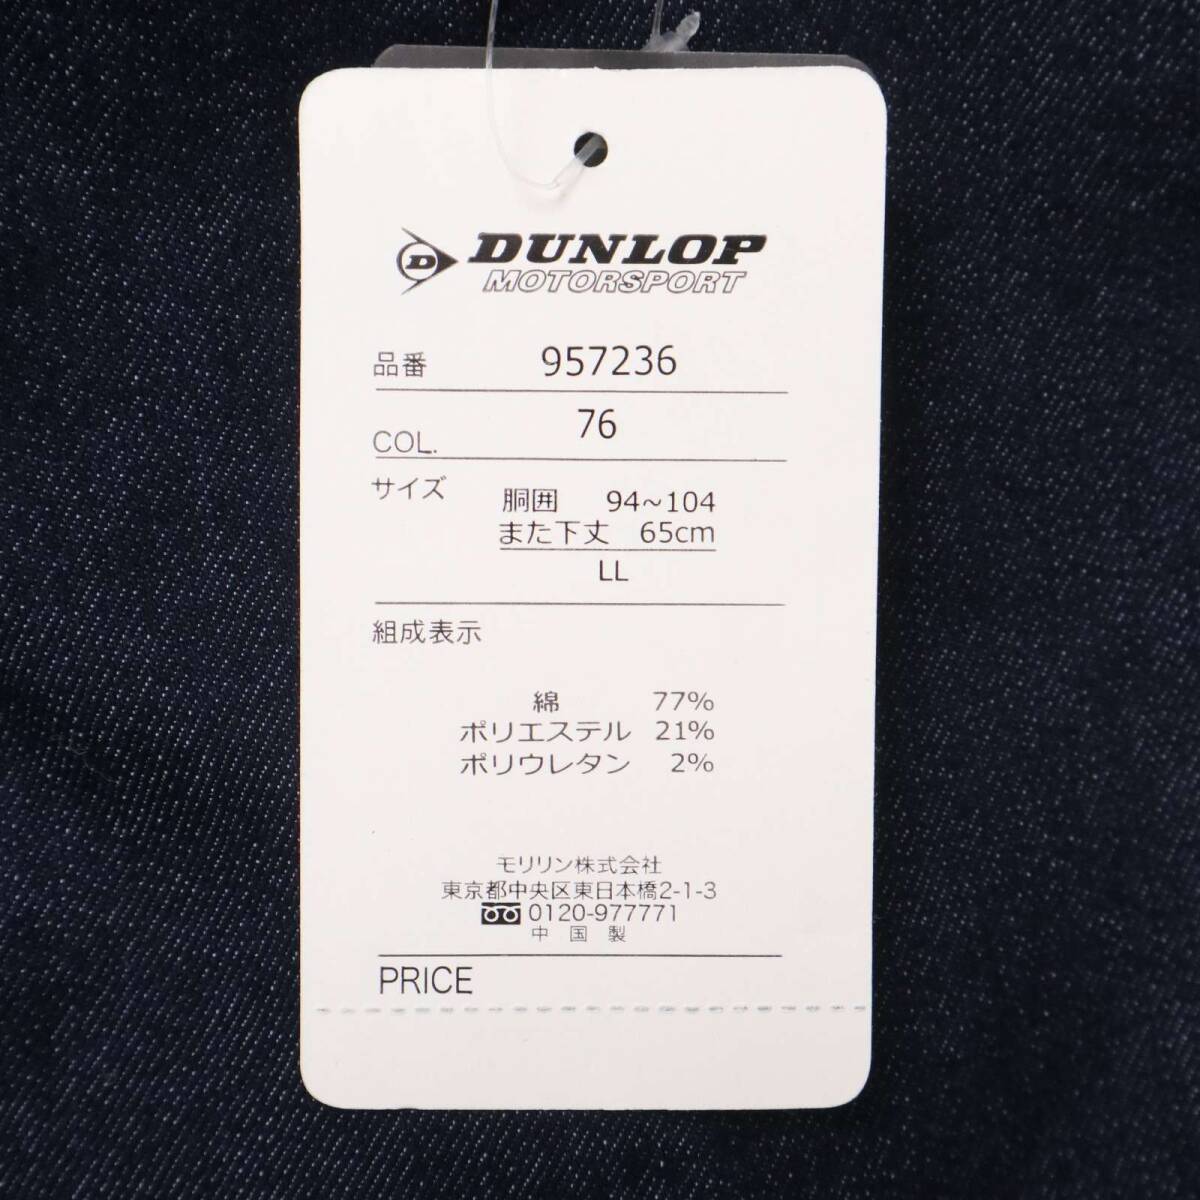 D DUNLOP
MOTORSPORT
品番 957236
COL. 76
サイズ 胴囲 94~104
また下丈 65cm
LL
組成表示
綿 77%
ポリエステル 21%
ポリウレタン 2%
モリリン株式会社
東京都中央区東日本橋2-1-3
0120-977771
中国製
PRICE